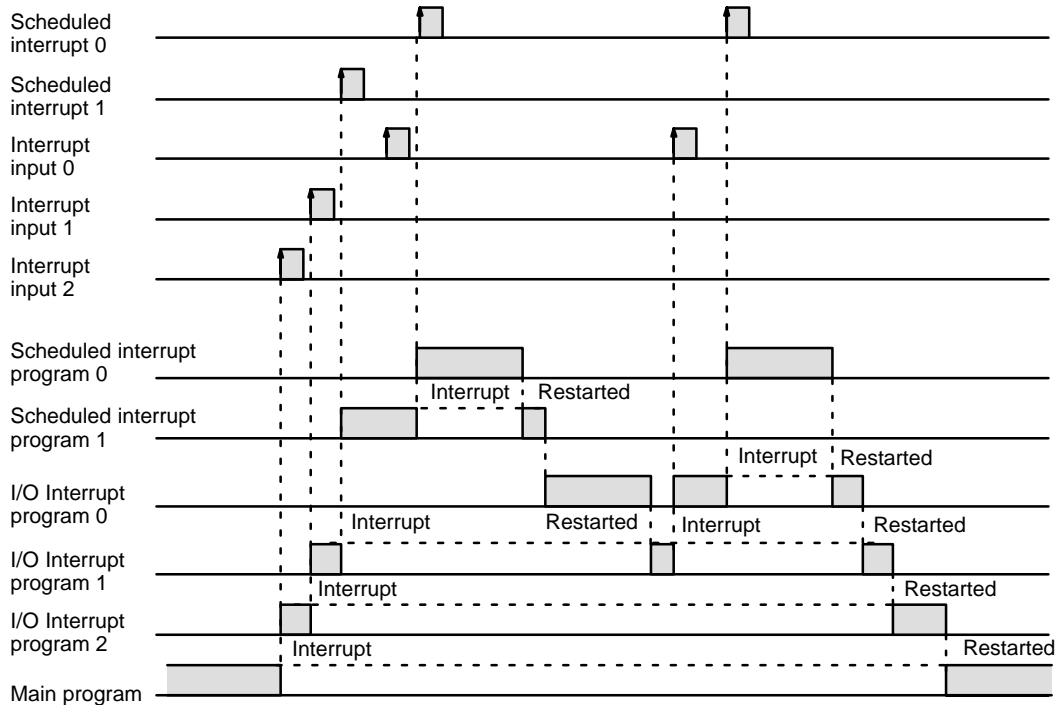 Scheduled
interrupt 0
Scheduled
interrupt 1
Interrupt
input 0
Interrupt
input 1
Interrupt
input 2
Scheduled interrupt
program 0
Interrupt Restarted
Scheduled interrupt
program 1
Interrupt Restarted
I/O Interrupt
program 0
Interrupt Restarted Interrupt Restarted
I/O Interrupt
program 1
Interrupt Restarted
I/O Interrupt
program 2
Interrupt Restarted
Main program